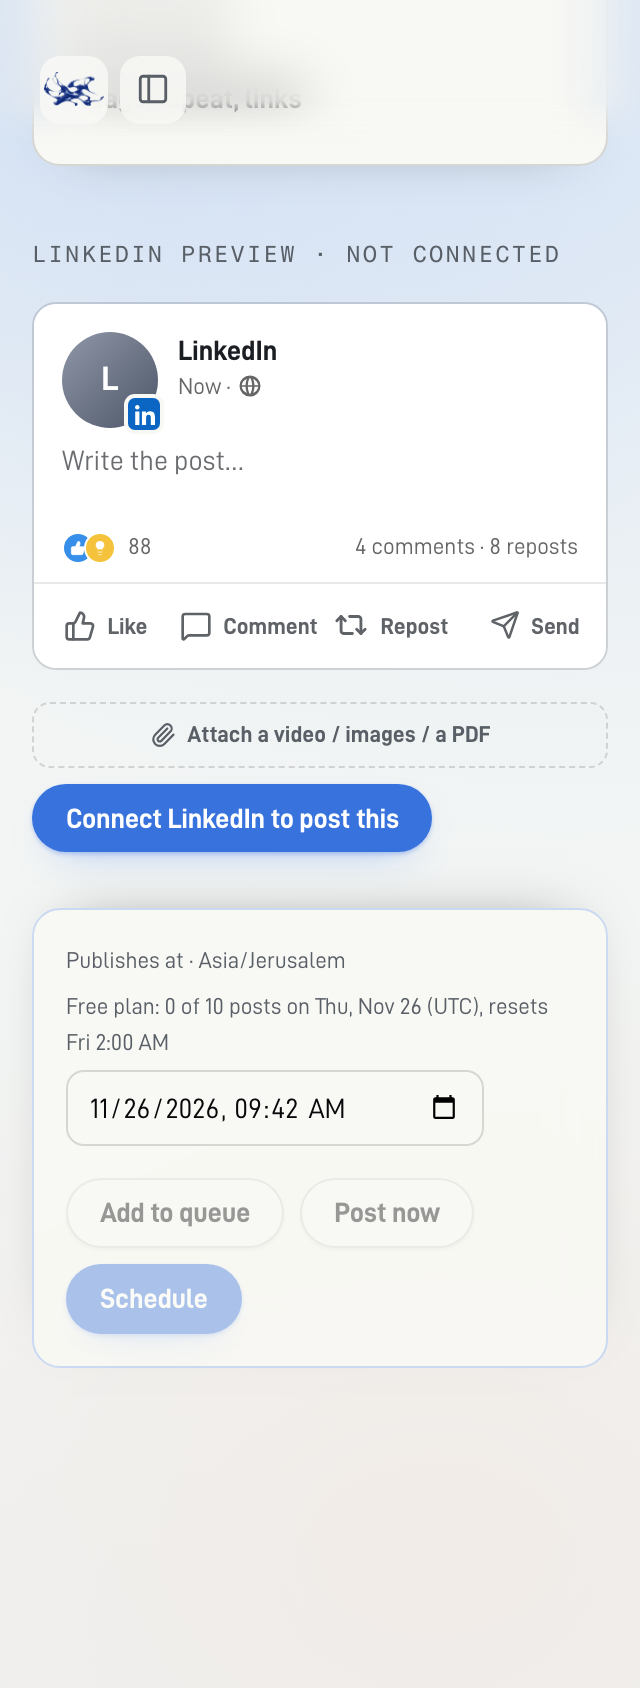 peat, links
LINKEDIN PREVIEW · NOT CONNECTED
L
in
LinkedIn
Now ·
Write the post...
88
4 comments · 8 reposts
Like
Comment
Repost
Send
Attach a video / images / a PDF
Connect LinkedIn to post this
Publishes at · Asia/Jerusalem
Free plan: 0 of 10 posts on Thu, Nov 26 (UTC), resets
Fri 2:00 AM
11/26/2026, 09:42 AM
Add to queue
Post now
Schedule